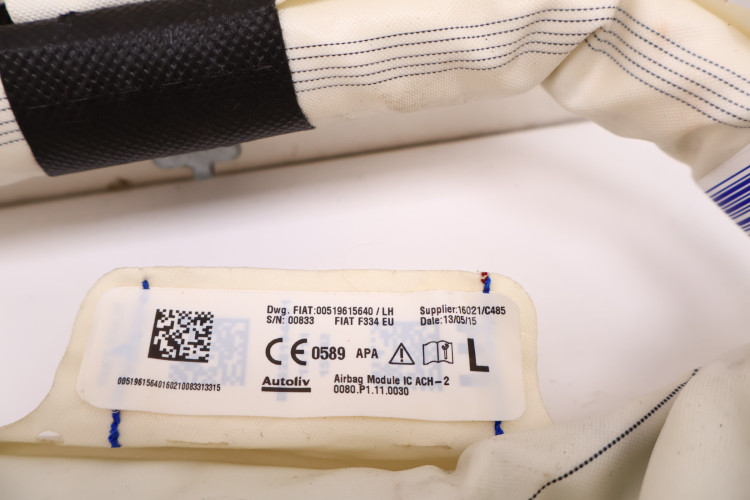 Dwg. FIAT:00519615640 / LH Supplier:16021/C485
S/N: 00833 FIAT F334 EU Date:13/05/15
CE 0589 APA L
Autoliv Airbag Module IC ACH-2
0080.P1.11.0030
00519615640160210083313315